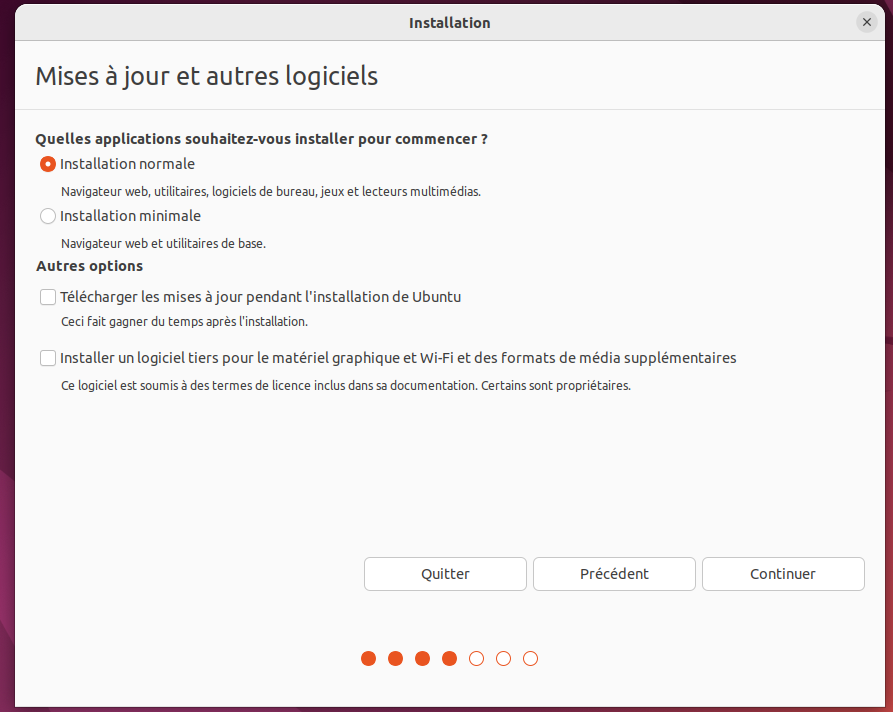 Installation
Mises à jour et autres logiciels
Quelles applications souhaitez-vous installer pour commencer ?
Installation normale
Navigateur web, utilitaires, logiciels de bureau, jeux et lecteurs multimédias.
Installation minimale
Navigateur web et utilitaires de base.
Autres options
Télécharger les mises à jour pendant l'installation de Ubuntu
Ceci fait gagner du temps après l'installation.
Installer un logiciel tiers pour le matériel graphique et Wi-Fi et des formats de média supplémentaires
Ce logiciel est soumis à des termes de licence inclus dans sa documentation. Certains sont propriétaires.
Quitter
Précédent
Continuer